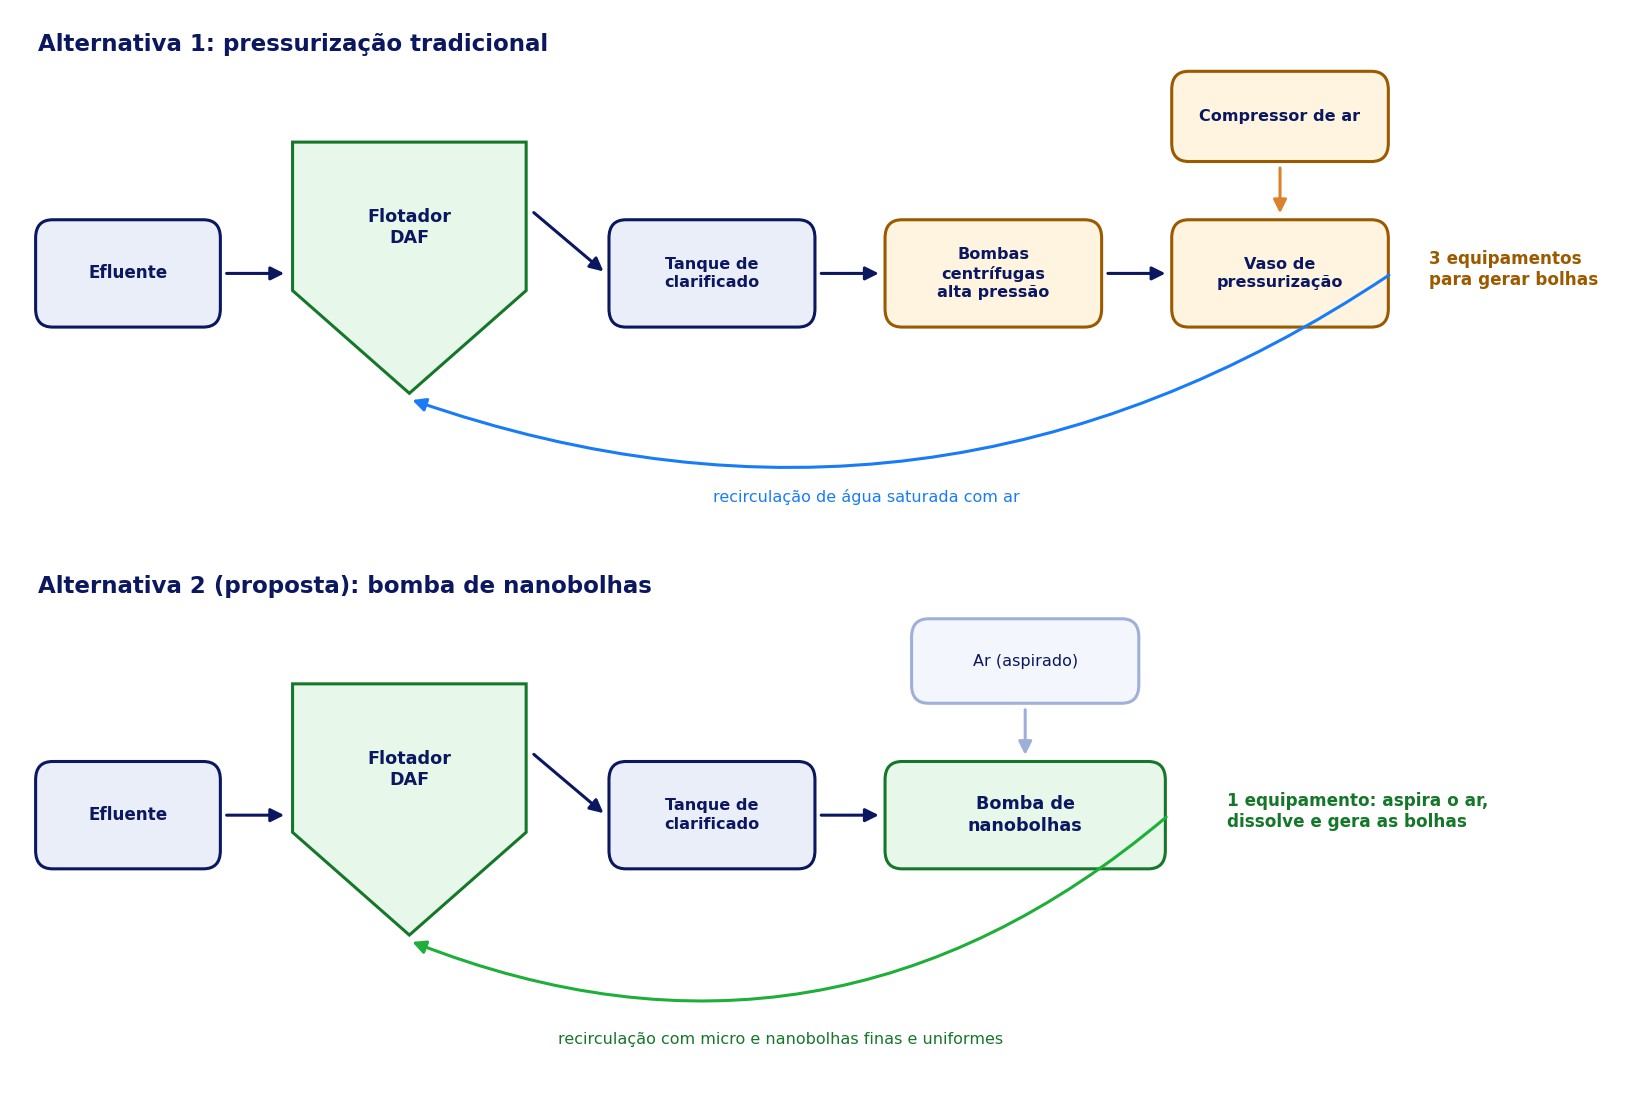 Alternativa 1: pressurização tradicional
Compressor de ar
Efluente
Flotador
DAF
Tanque de
clarificado
Bombas
centrífugas
alta pressão
Vaso de
pressurização
3 equipamentos
para gerar bolhas
recirculação de água saturada com ar
Alternativa 2 (proposta): bomba de nanobolhas
Ar (aspirado)
Efluente
Flotador
DAF
Tanque de
clarificado
Bomba de
nanobolhas
1 equipamento: aspira o ar,
dissolve e gera as bolhas
recirculação com micro e nanobolhas finas e uniformes